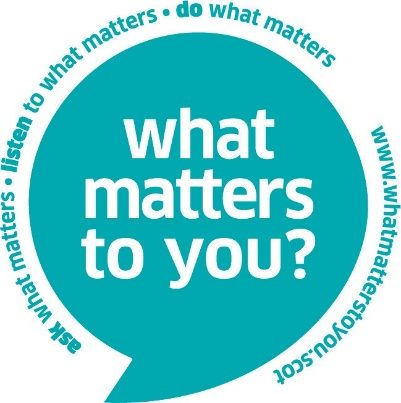 ask what matters • listen to what matters • do what matters
what
matters
to you?
www.whatmatterstoyou.scot